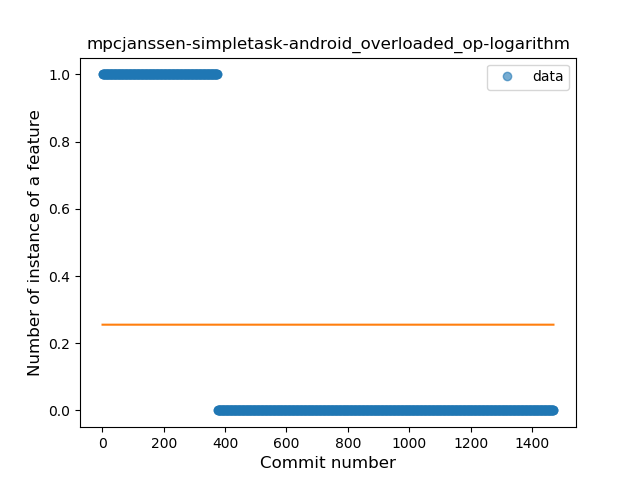 mpcjanssen-simpletask-android_overloaded_op-logarithm
data
Number of instance of a feature
1.0
0.8
0.6
0.4
0.2
0.0
0 200 400 600 800 1000 1200 1400
Commit number